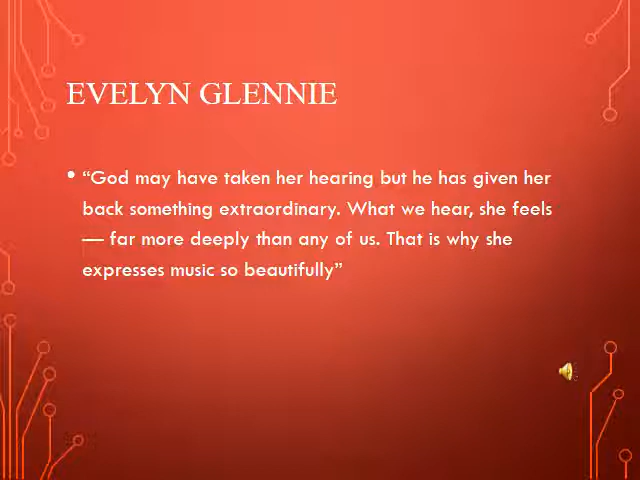 EVELYN GLENNIE
• “God may have taken her hearing but he has given her
back something extraordinary. What we hear, she feels
— far more deeply than any of us. That is why she
expresses music so beautifully”